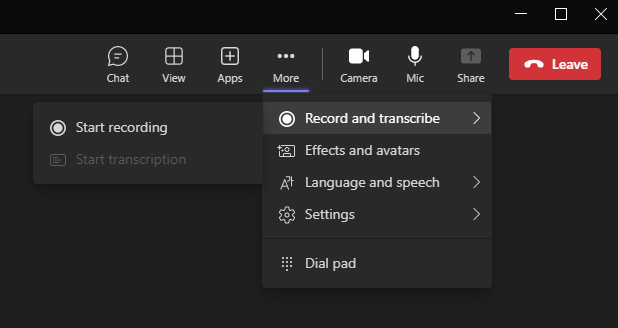 Chat
View
Apps
More
Camera
Mic
Share
Leave
Start recording
Start transcription
Record and transcribe
Effects and avatars
Language and speech
Settings
Dial pad